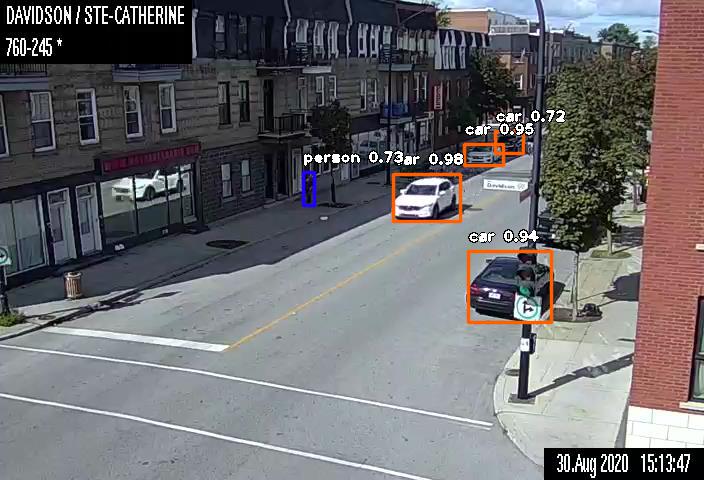 DAVIDSON / STE-CATHERINE
760-245 *
car 0.72
car 0.95
person 0.73
ar 0.98
Davidson
car 0.94
30.Aug 2020 15:13:47